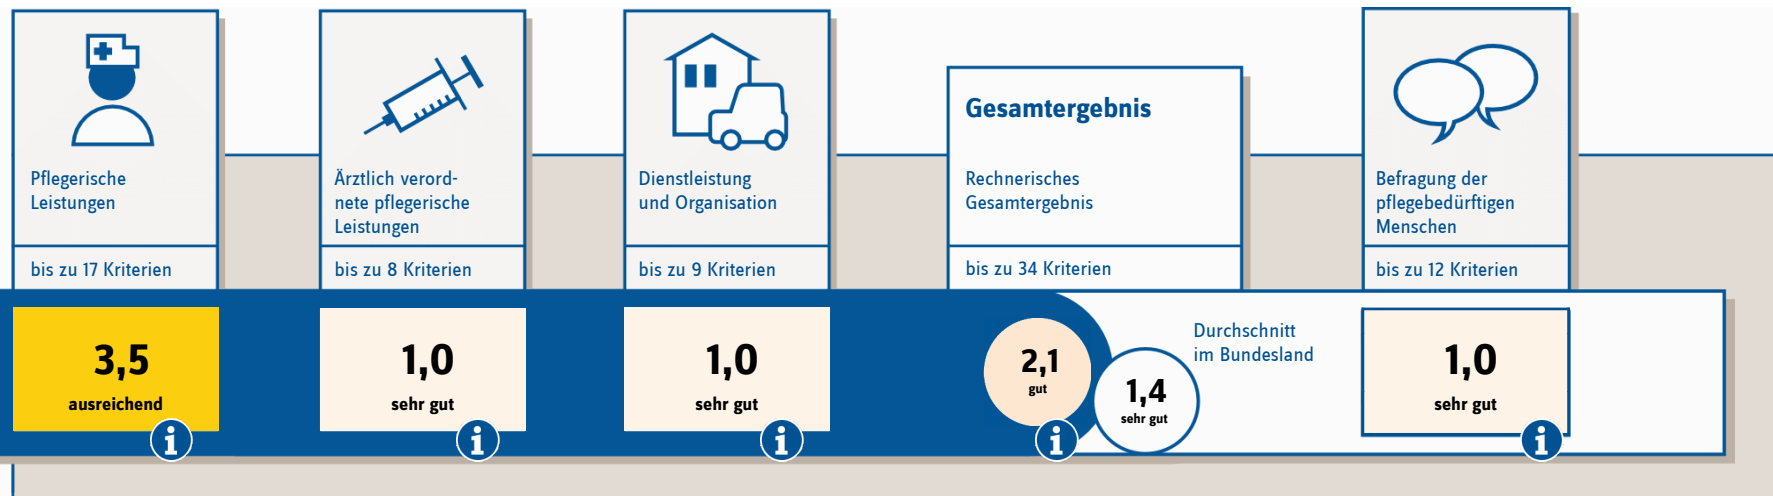 Pflegerische
Leistungen
bis zu 17 Kriterien
3,5
ausreichend
i
Ärztlich verord-
nete pflegerische
Leistungen
bis zu 8 Kriterien
1,0
sehr gut
i
Dienstleistung
und Organisation
bis zu 9 Kriterien
1,0
sehr gut
i
Gesamtergebnis
Rechnerisches
Gesamtergebnis
bis zu 34 Kriterien
2,1
gut
i
1,4
sehr gut
Durchschnitt
im Bundesland
Befragung der
pflegebedürftigen
Menschen
bis zu 12 Kriterien
1,0
sehr gut
i